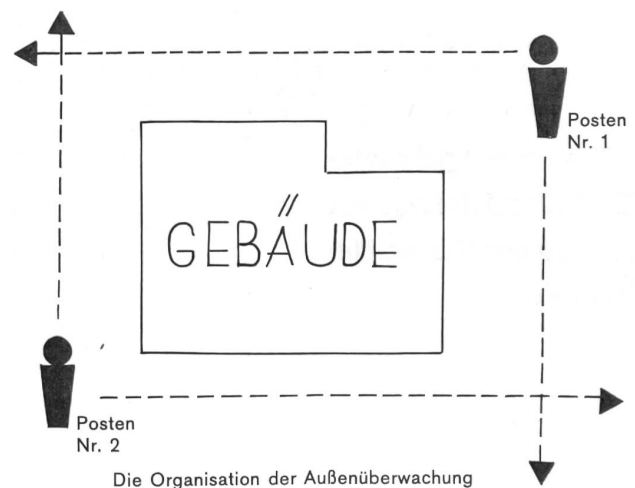 Posten
Nr. 1
GEBÄUDE
Posten
Nr. 2
Die Organisation der Außenüberwachung